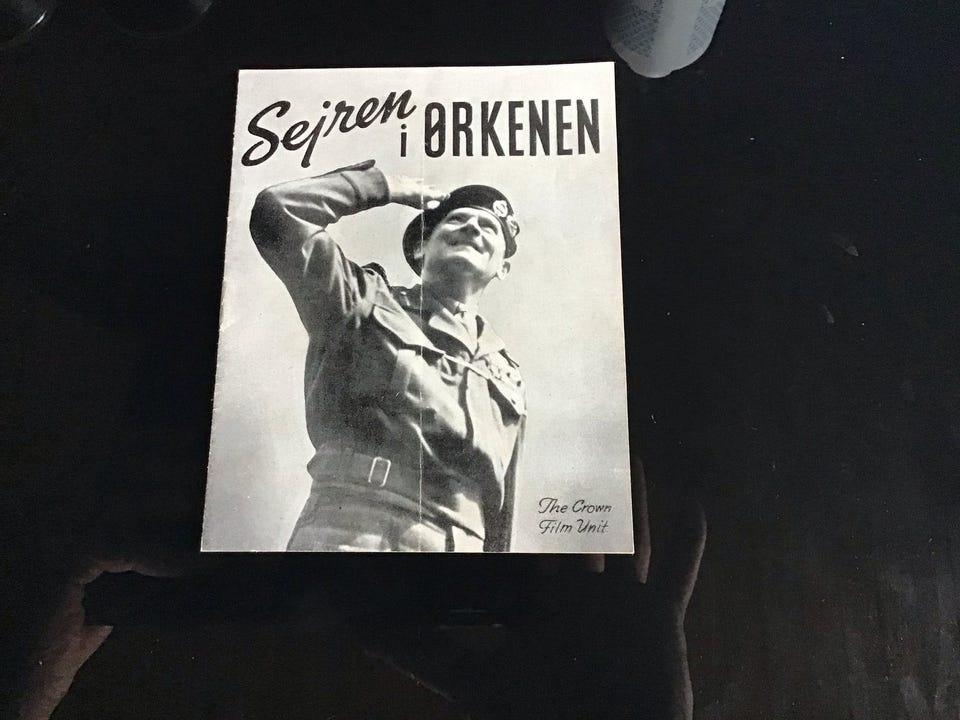 Sejren
i ØRKENEN
The Crown
Film Unit